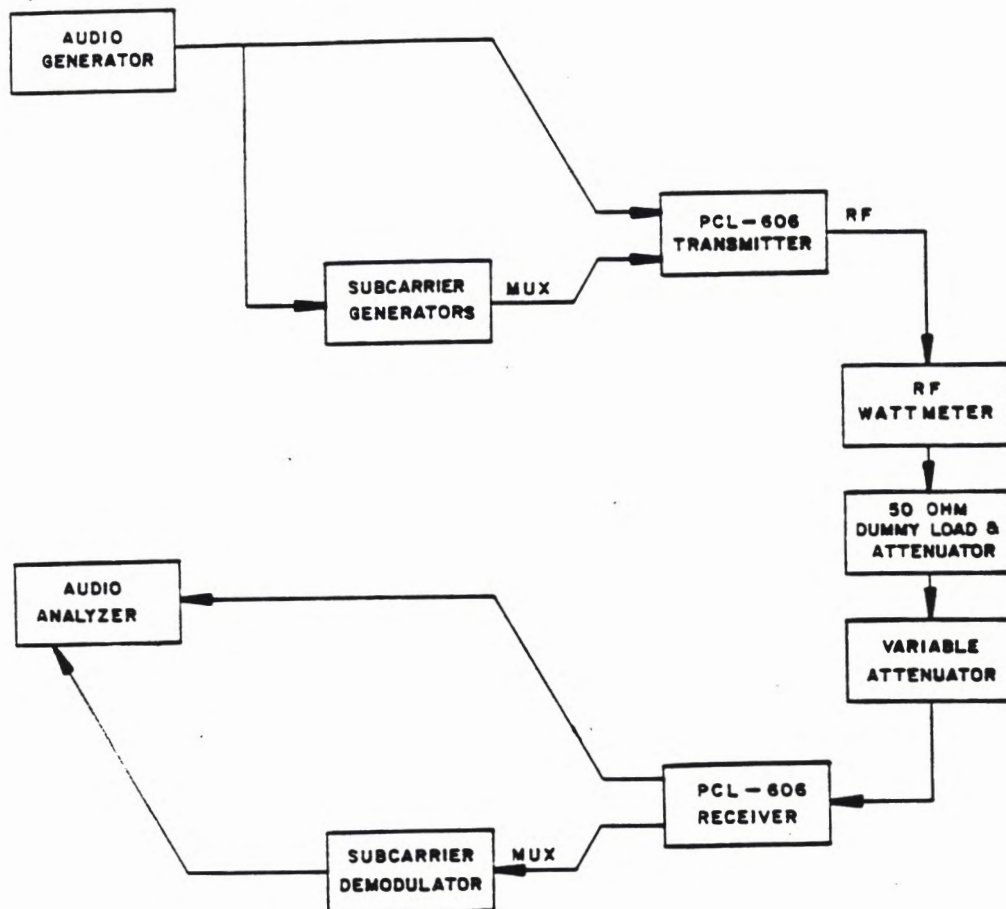 AUDIO
GENERATOR
PCL-606
TRANSMITTER
RF
SUBCARRIER
GENERATORS
MUX
RF
WATTMETER
50 OHM
DUMMY LOAD &
ATTENUATOR
AUDIO
ANALYZER
VARIABLE
ATTENUATOR
PCL-606
RECEIVER
SUBCARRIER
DEMODULATOR
MUX